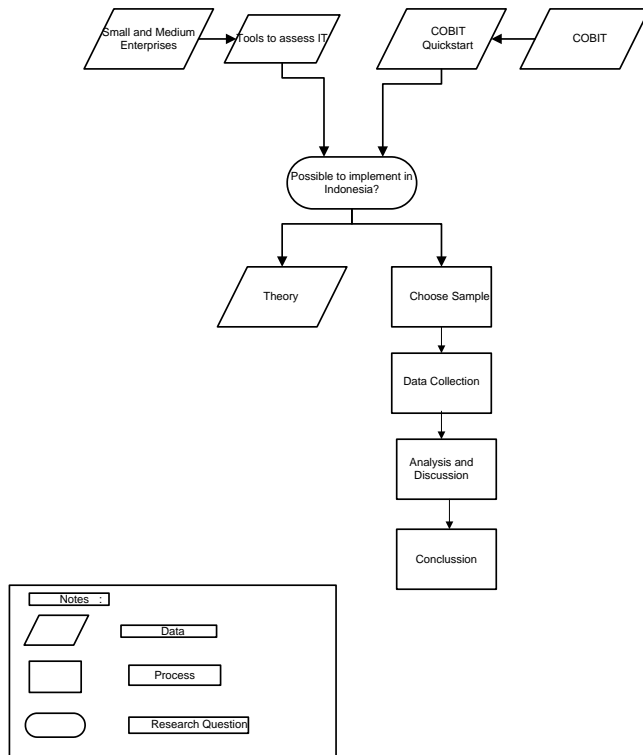 Small and Medium
Enterprises
Tools to assess IT
COBIT
Quickstart
COBIT
Possible to implement in
Indonesia?
Theory
Choose Sample
Data Collection
Analysis and
Discussion
Conclussion
Notes :
Data
Process
Research Question